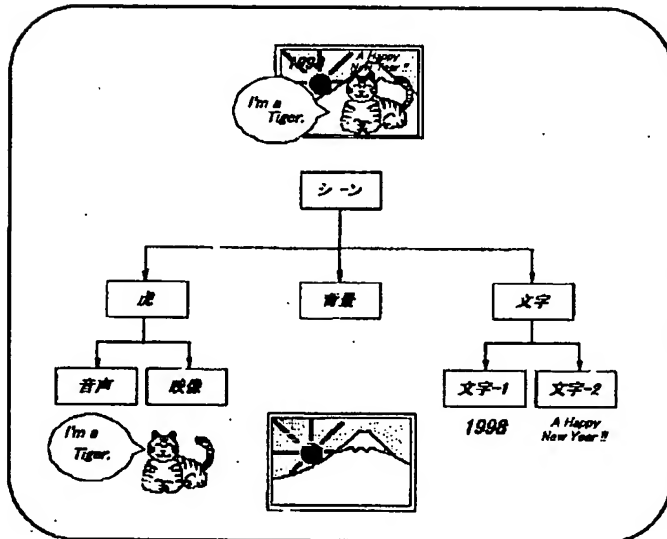 1998
A Happy
New Year!!
I'm a
Tiger.
シーン
虎
背景
文字
音声
映像
文字-1
文字-2
I'm a
Tiger.
1998
A Happy
New Year!!